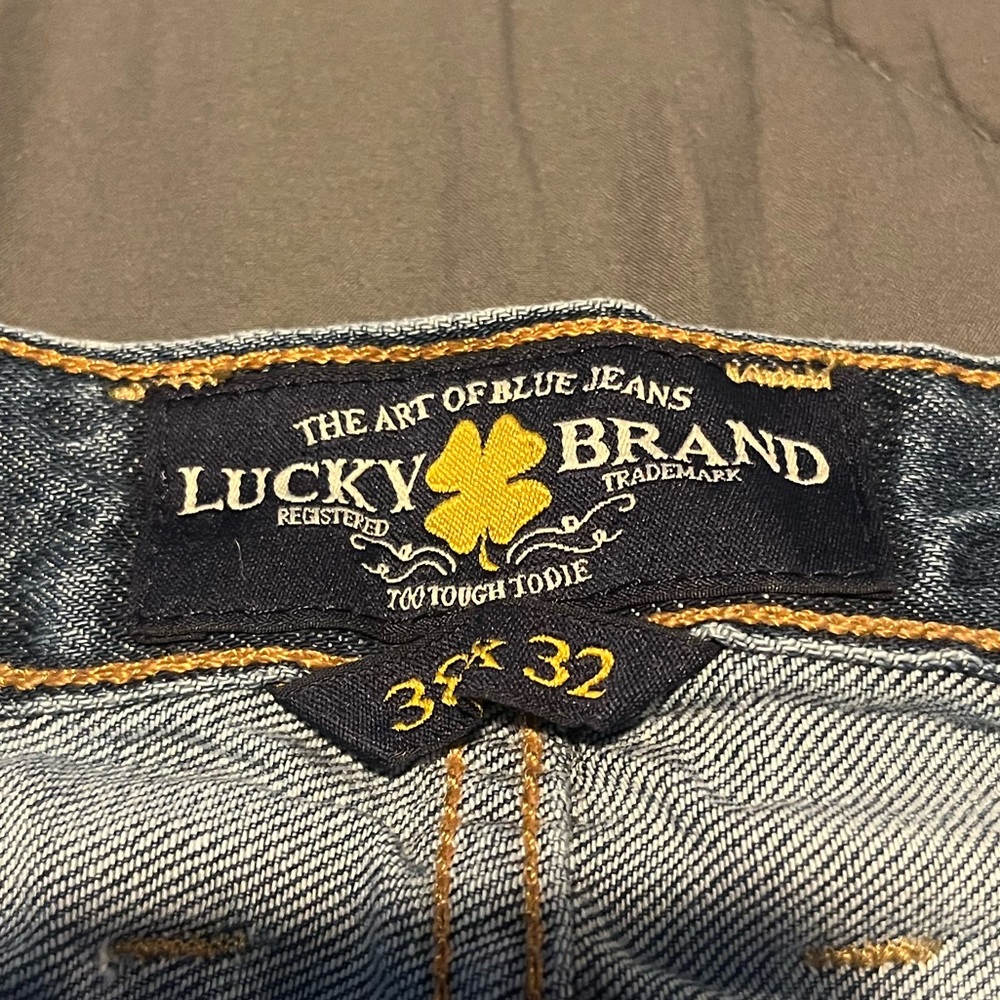 THE ART OF BLUE JEANS
LUCKY BRAND
REGISTERED TRADEMARK
TOO TOUGH TO DIE
x 32